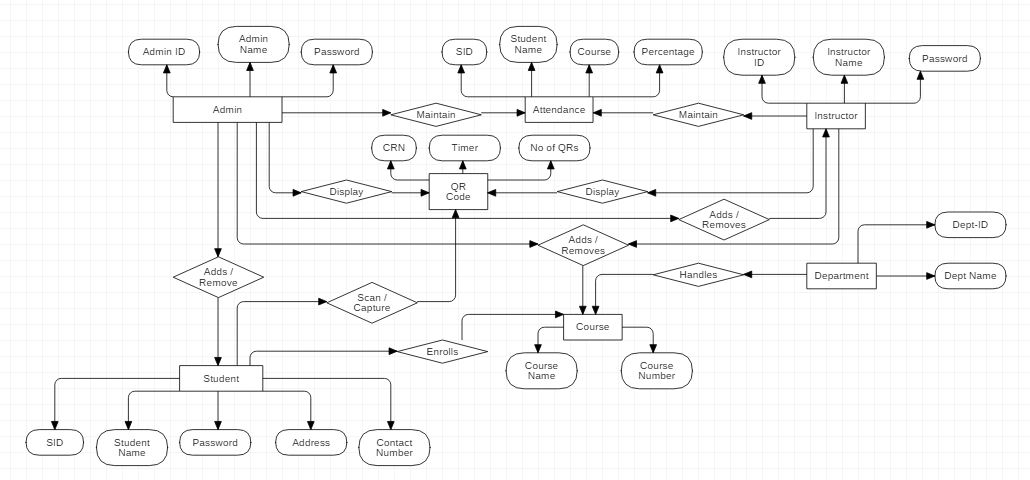 Admin ID
Admin
Name
Password
SID
Student
Name
Course
Percentage
Instructor
ID
Instructor
Name
Password
Admin
Maintain
Attendance
Maintain
Instructor
CRN
Timer
No of QRs
Display
QR
Code
Display
Adds /
Removes
Dept-ID
Adds /
Removes
Adds /
Remove
Scan /
Capture
Handles
Department
Dept Name
Course
Enrolls
Course
Name
Course
Number
Student
SID
Student
Name
Password
Address
Contact
Number